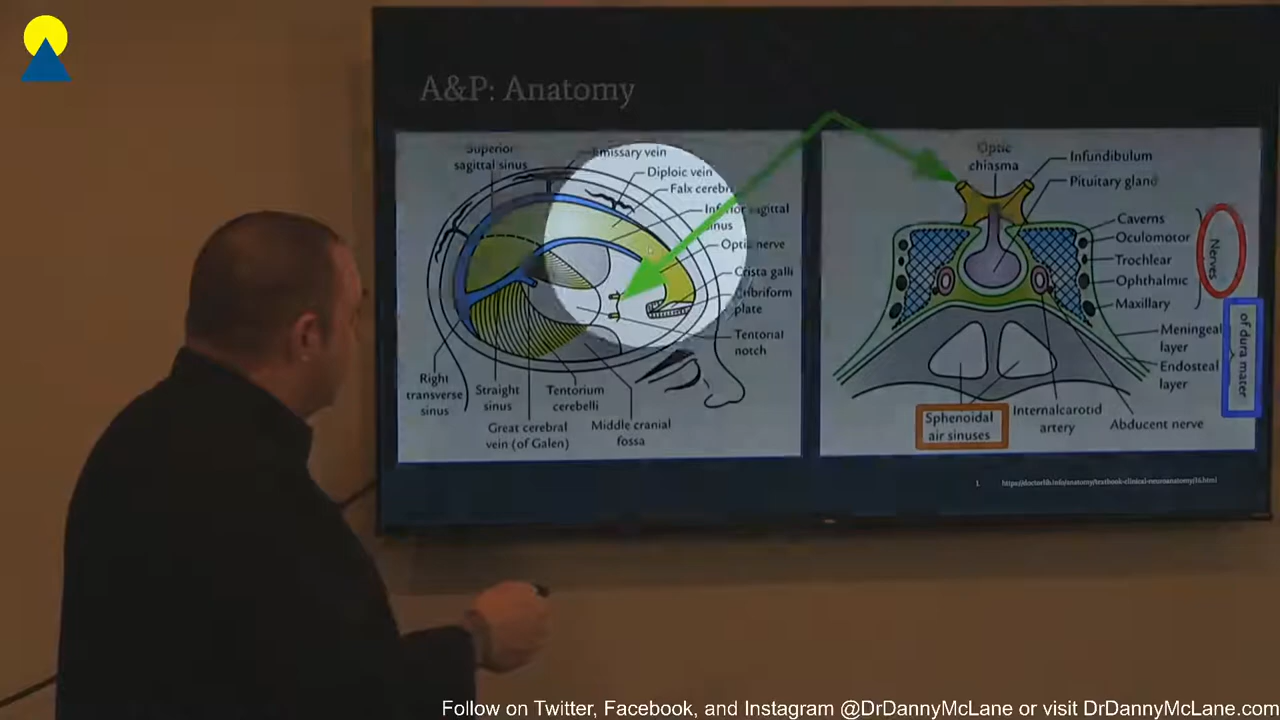 A&P: Anatomy
Superior
sagittal sinus
Emissary vein
Diploic vein
Falx cerebri
Inferior sagittal
sinus
Optic nerve
Crista galli
Cribriform
plate
Tentorial
notch
Right
transverse
sinus
Straight
sinus
Great cerebral
vein (of Galen)
Tentorium
cerebelli
Middle cranial
fossa
Optic
chiasma
Infundibulum
Pituitary gland
Caverns
Oculomotor
Trochlear
Ophthalmic
Maxillary
Nerves
Meningeal
layer
Endosteal
layer
of dura mater
Sphenoidal
air sinuses
Internal carotid
artery
Abducent nerve
1
Follow on Twitter, Facebook, and Instagram @DrDannyMcLane or visit DrDannyMcLane.com